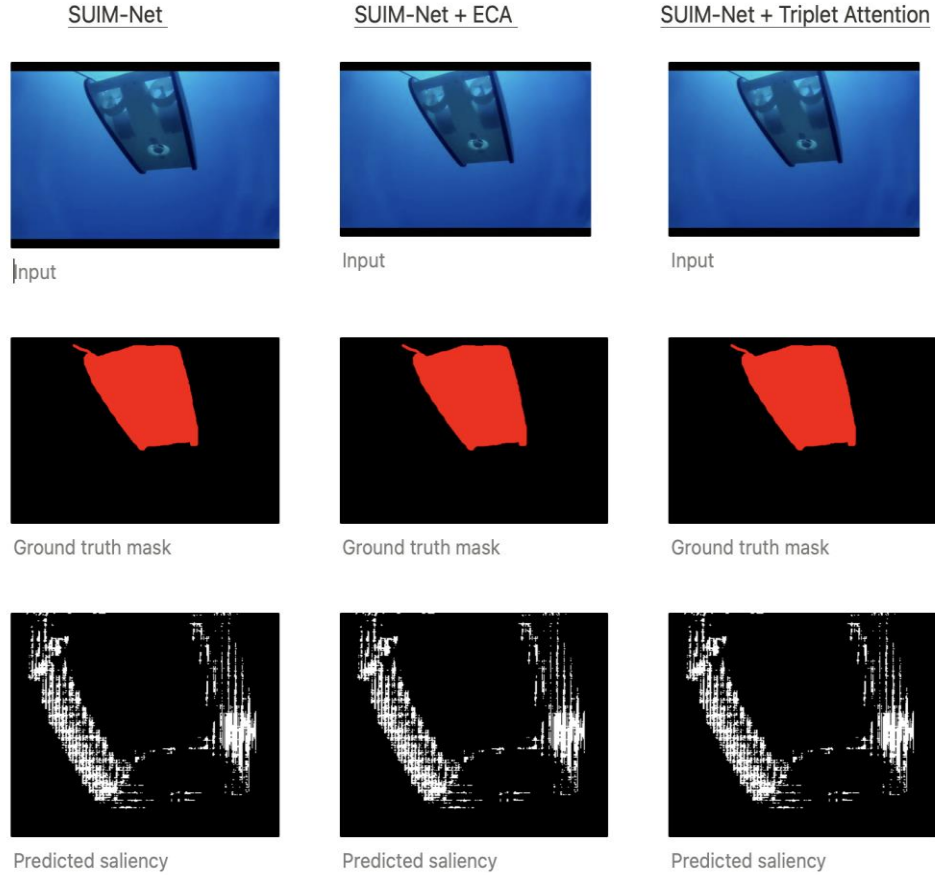 SUIM-Net
SUIM-Net + ECA
SUIM-Net + Triplet Attention
Input
Input
Input
Ground truth mask
Ground truth mask
Ground truth mask
Predicted saliency
Predicted saliency
Predicted saliency